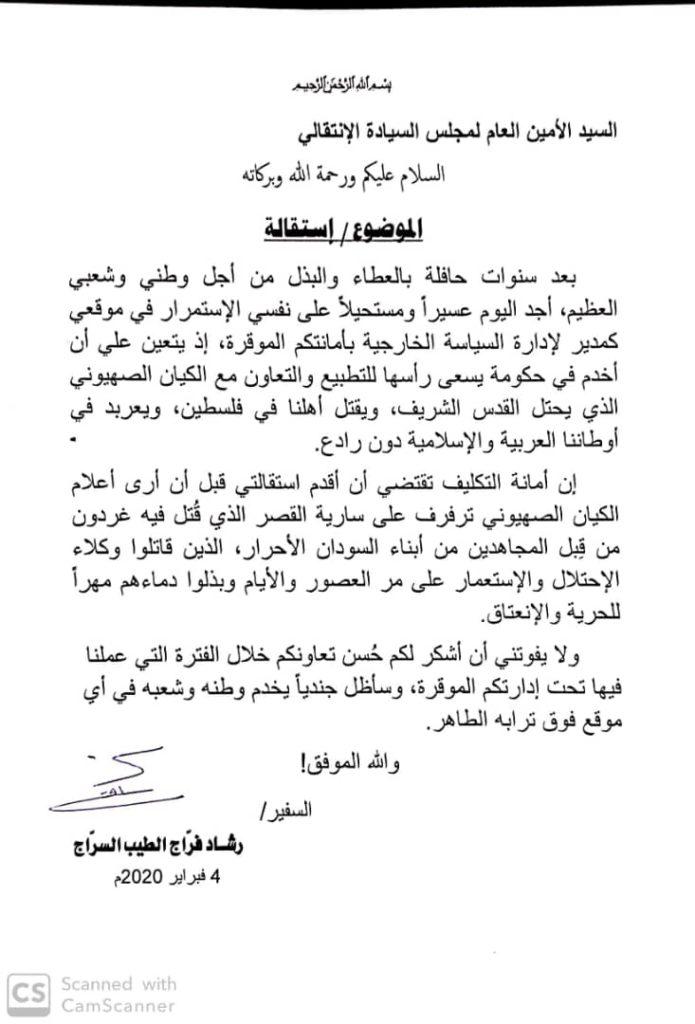 بسم الله الرحمن الرحيم
السيد الأمين العام لمجلس السيادة الإنتقالي
السلام عليكم ورحمة الله وبركاته
الموضوع/ إستقالة
بعد سنوات حافلة بالعطاء والبذل من أجل وطني وشعبي
العظيم، أجد اليوم عسيراً ومستحيلاً على نفسي الإستمرار في موقعي
كمدير لإدارة السياسة الخارجية بأمانتكم الموقرة، إذ يتعين علي أن
أخدم في حكومة يسعى رأسها للتطبيع والتعاون مع الكيان الصهيوني
الذي يحتل القدس الشريف، ويقتل أهلنا في فلسطين، ويعربد في
أوطاننا العربية والإسلامية دون رادع.
إن أمانة التكليف تقتضي أن أقدم استقالتي قبل أن أرى أعلام
الكيان الصهيوني ترفرف على سارية القصر الذي قُتل فيه غردون
من قِبل المجاهدين من أبناء السودان الأحرار، الذين قاتلوا وكلاء
الإحتلال والإستعمار على مر العصور والأيام وبذلوا دماءهم مهراً
للحرية والإنعتاق.
ولا يفوتني أن أشكر لكم حُسن تعاونكم خلال الفترة التي عملنا
فيها تحت إدارتكم الموقرة، وسأظل جندياً يخدم وطنه وشعبه في أي
موقع فوق ترابه الطاهر.
والله الموفق!
السفير/
رشاد فرّاج الطيب السرّاج
4 فبراير 2020م
CS Scanned with
CamScanner